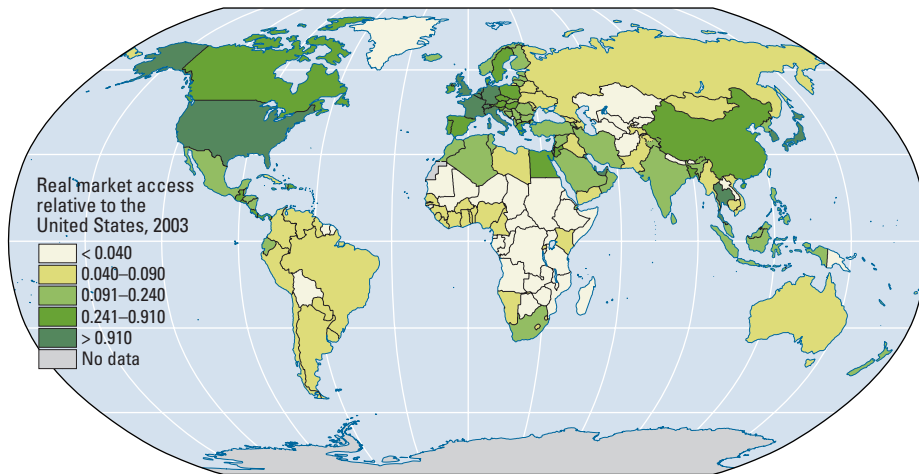 Real market access
relative to the
United States, 2003
< 0.040
0.040–0.090
0.091–0.240
0.241–0.910
> 0.910
No data